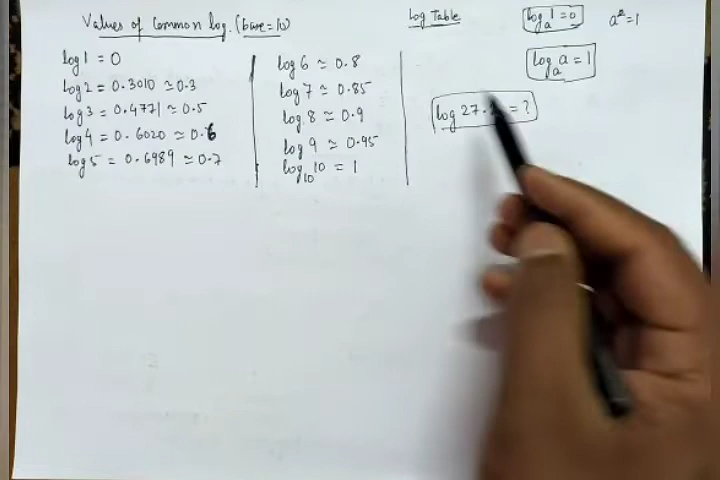 Values of Common log. (base=10)
log 1 = 0
log 2 = 0.3010 ≃ 0.3
log 3 = 0.4771 ≃ 0.5
log 4 = 0.6020 ≃ 0.6
log 5 = 0.6989 ≃ 0.7
log 6 ≃ 0.8
log 7 ≃ 0.85
log 8 ≃ 0.9
log 9 ≃ 0.95
log₁₀ 10 = 1
Log Table
logₐ 1 = 0
logₐ a = 1
log 27. = ?